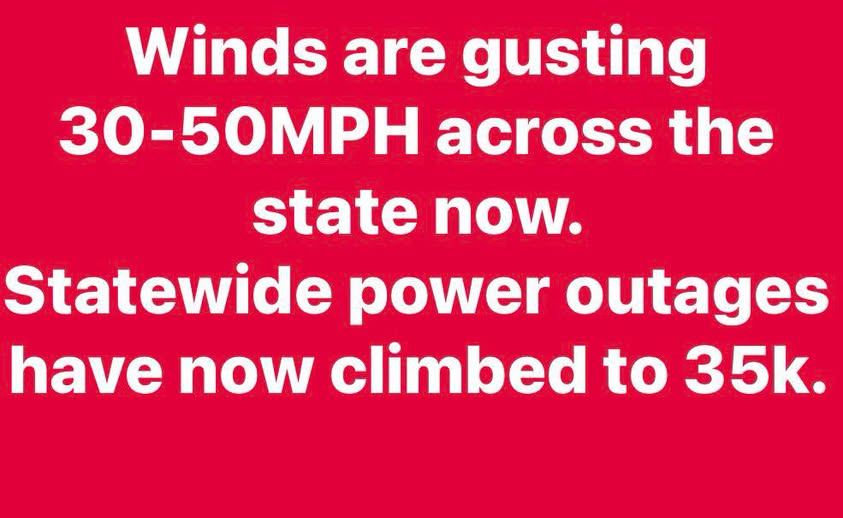 Winds are gusting
30-50MPH across the
state now.
Statewide power outages
have now climbed to 35k.